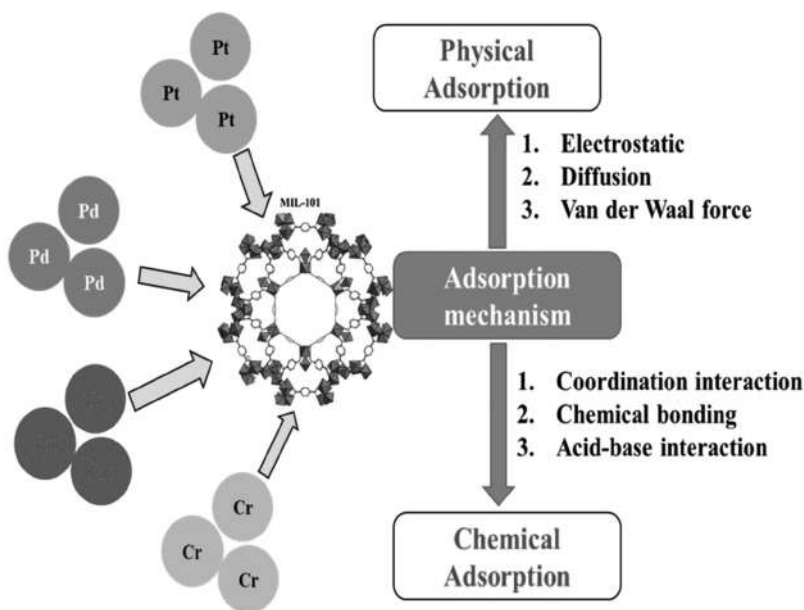 Pt
Pt
Pt
Physical
Adsorption
1. Electrostatic
2. Diffusion
3. Van der Waal force
MIL-101
Pd
Pd
Pd
Adsorption
mechanism
1. Coordination interaction
2. Chemical bonding
3. Acid-base interaction
Cr
Cr
Cr
Chemical
Adsorption